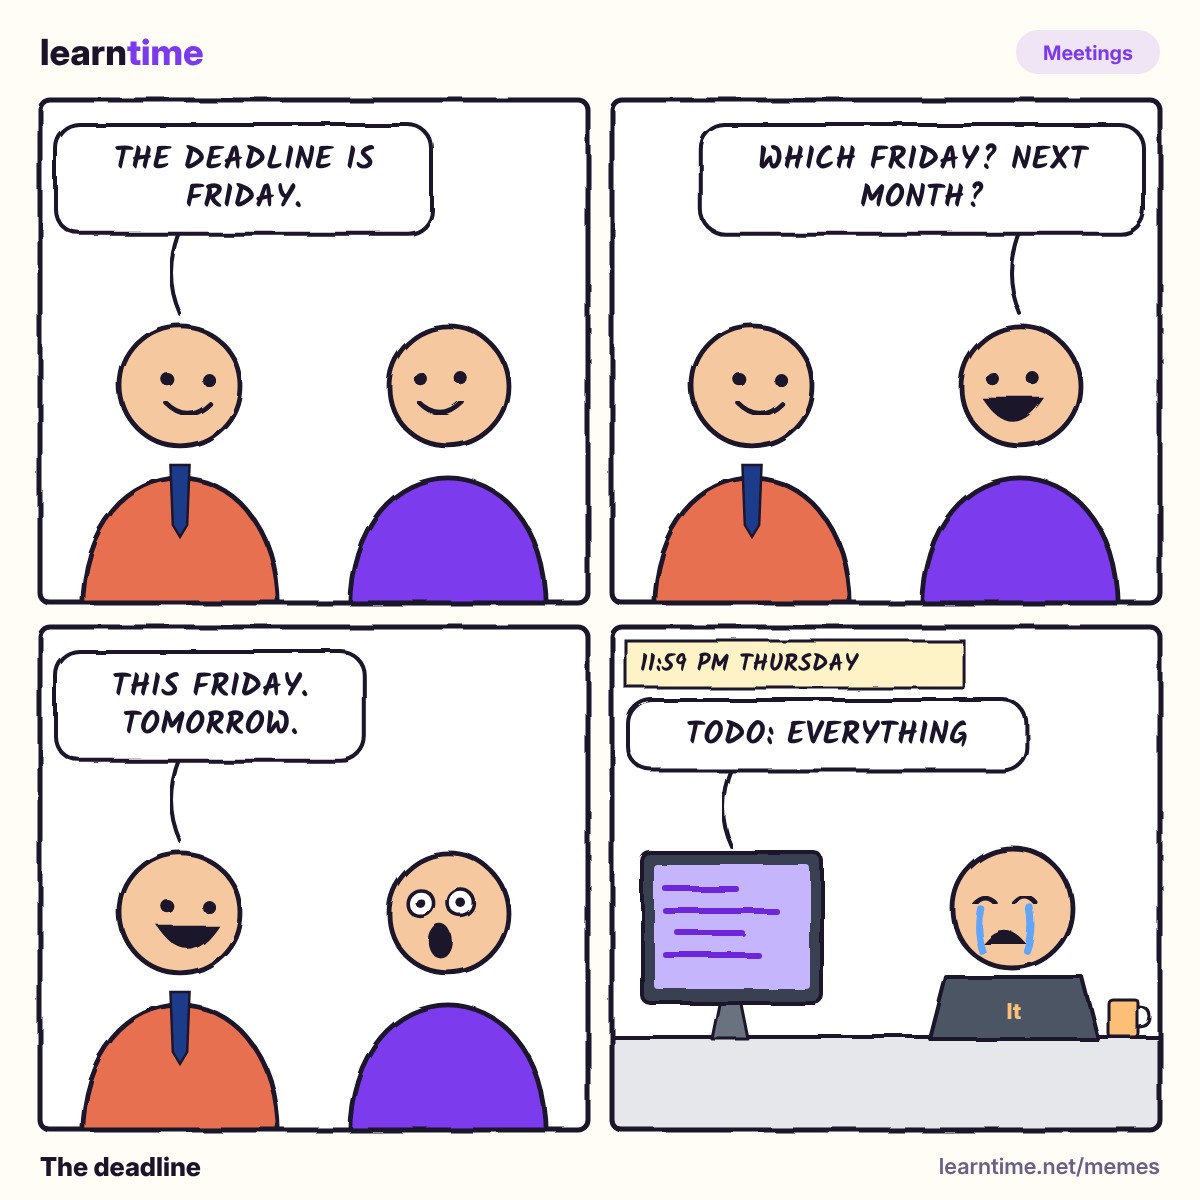 learntime
Meetings
THE DEADLINE IS
FRIDAY.
WHICH FRIDAY? NEXT
MONTH?
THIS FRIDAY.
TOMORROW.
11:59 PM THURSDAY
TODO: EVERYTHING
lt
The deadline
learntime.net/memes